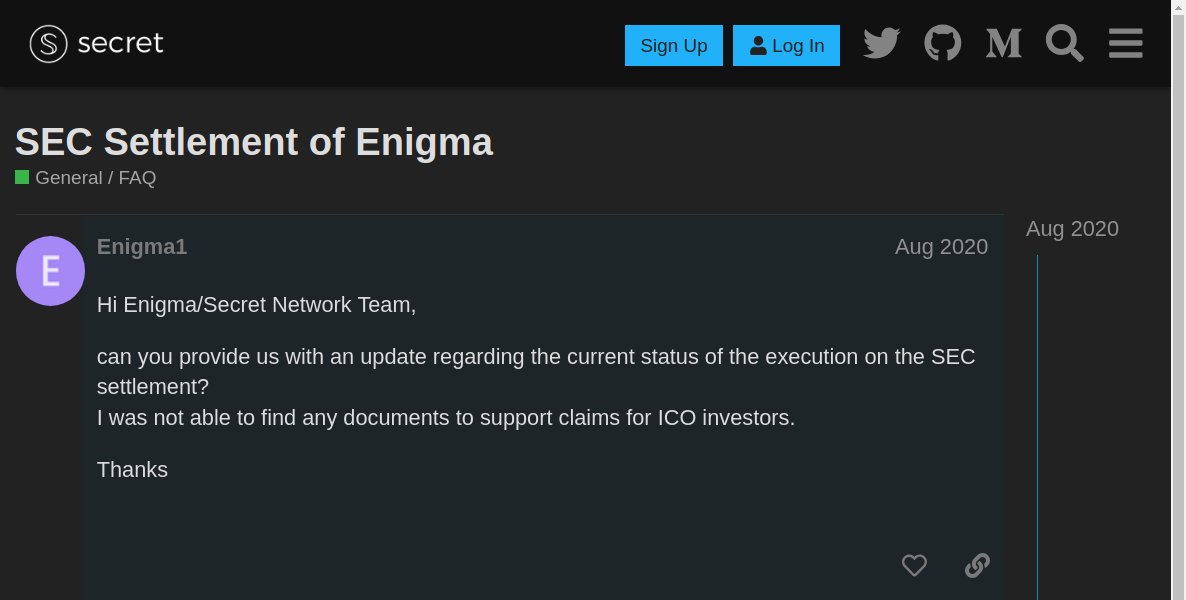 secret
Sign Up
Log In
SEC Settlement of Enigma
General / FAQ
Aug 2020
E
Enigma1
Aug 2020
Hi Enigma/Secret Network Team,
can you provide us with an update regarding the current status of the execution on the SEC
settlement?
I was not able to find any documents to support claims for ICO investors.
Thanks